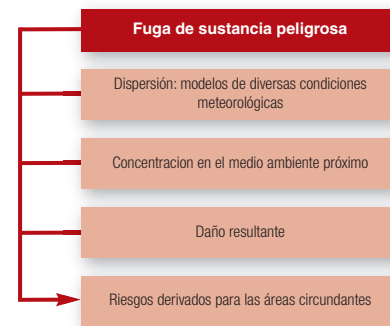 Fuga de sustancia peligrosa
Dispersión: modelos de diversas condiciones
meteorológicas
Concentracion en el medio ambiente próximo
Daño resultante
Riesgos derivados para las áreas circundantes